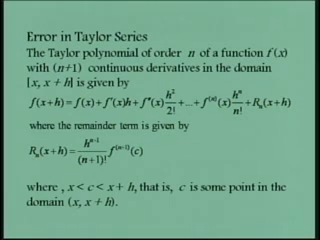 Error in Taylor Series
The Taylor polynomial of order n of a function f(x)
with (n+1) continuous derivatives in the domain
[x, x + h] is given by
f(x+h) = f(x) + f′(x)h + f″(x) h²/2! + ... + f⁽ⁿ⁾(x) hⁿ/n! + Rₙ(x+h)
where the remainder term is given by
Rₙ(x+h) = hⁿ⁻¹/(n+1)! f⁽ⁿ⁺¹⁾(c)
where , x < c < x + h, that is, c is some point in the
domain (x, x + h).